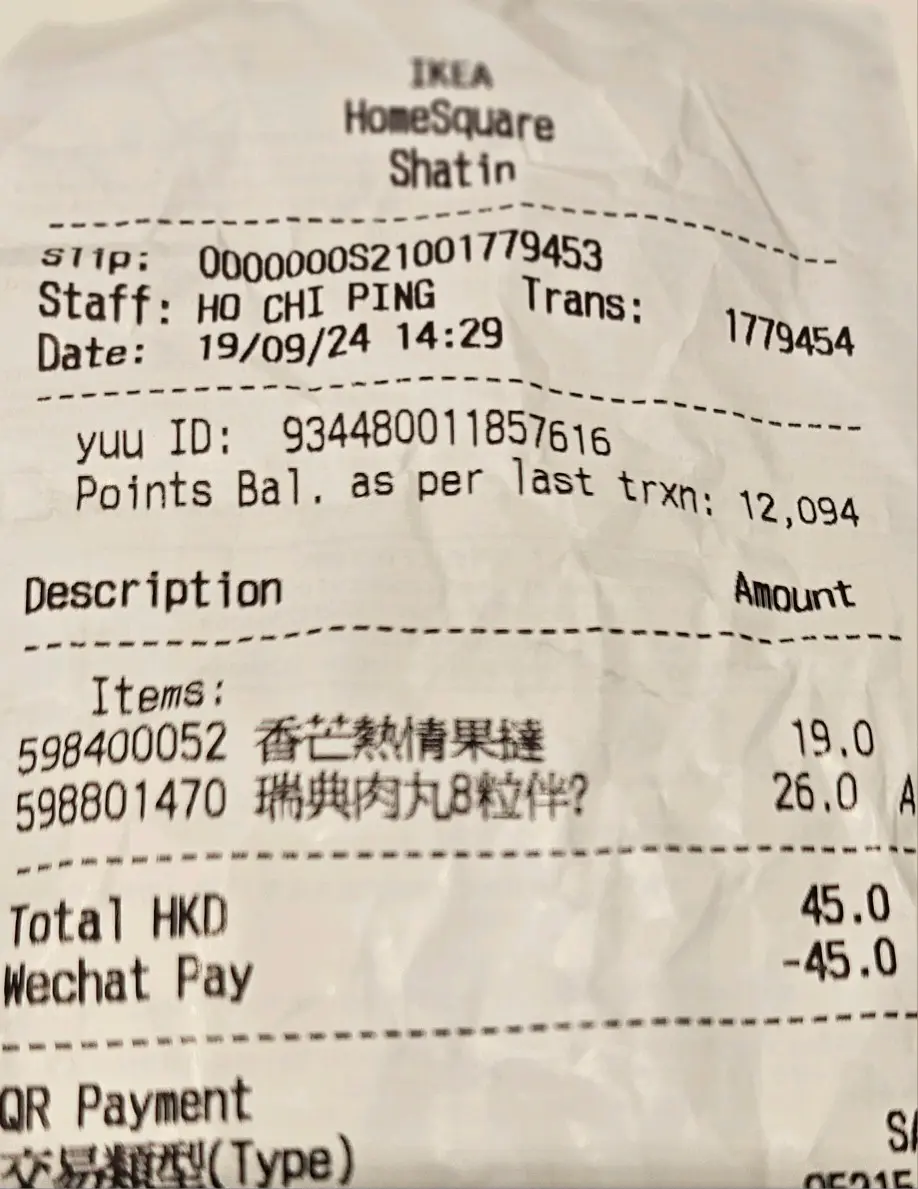 IKEA
HomeSquare
Shatin
Slip: 0000000S21001779453
Staff: HO CHI PING Trans: 1779454
Date: 19/09/24 14:29
yuu ID: 934480011857616
Points Bal. as per last trxn: 12,094
Description Amount
Items:
598400052 香芒熱情果撻 19.0
598801470 瑞典肉丸8粒伴? 26.0 A
Total HKD 45.0
Wechat Pay -45.0
QR Payment
交易類型(Type)